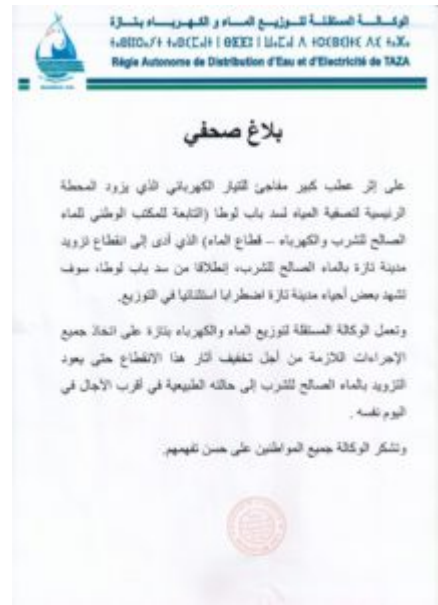 الوكالة المستقلة لتوزيع الماء و الكهرباء بتازة
Régie Autonome de Distribution d'Eau et d'Electricité de TAZA
بلاغ صحفي
على إثر عطب كبير مفاجئ للتيار الكهربائي الذي يزود المحطة
الرئيسية لتصفية المياه لسد باب لوطا (التابعة للمكتب الوطني للماء
الصالح للشرب والكهرباء – قطاع الماء) الذي أدى إلى انقطاع تزويد
مدينة تازة بالماء الصالح للشرب، إنطلاقا من سد باب لوطا، سوف
تشهد بعض أحياء مدينة تازة اضطرابا استثنائيا في التوزيع.
وتعمل الوكالة المستقلة لتوزيع الماء والكهرباء بتازة على اتخاذ جميع
الإجراءات اللازمة من أجل تخفيف آثار هذا الانقطاع حتى يعود
التزويد بالماء الصالح للشرب إلى حالته الطبيعية في أقرب الآجال في
اليوم نفسه .
وتشكر الوكالة جميع المواطنين على حسن تفهمهم.